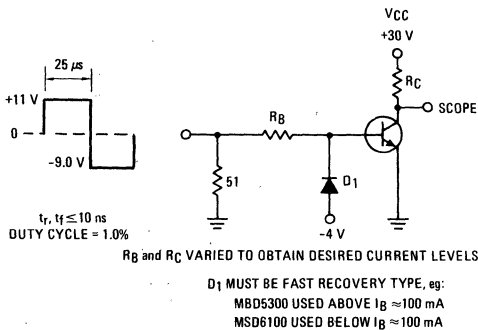 VCC
+30 V
25 µs
RC
+11 V
SCOPE
RB
0
-9.0 V
51
D1
-4 V
tr, tf ≤ 10 ns
DUTY CYCLE = 1.0%
RB and RC VARIED TO OBTAIN DESIRED CURRENT LEVELS
D1 MUST BE FAST RECOVERY TYPE, eg:
MBD5300 USED ABOVE IB ≈100 mA
MSD6100 USED BELOW IB ≈100 mA